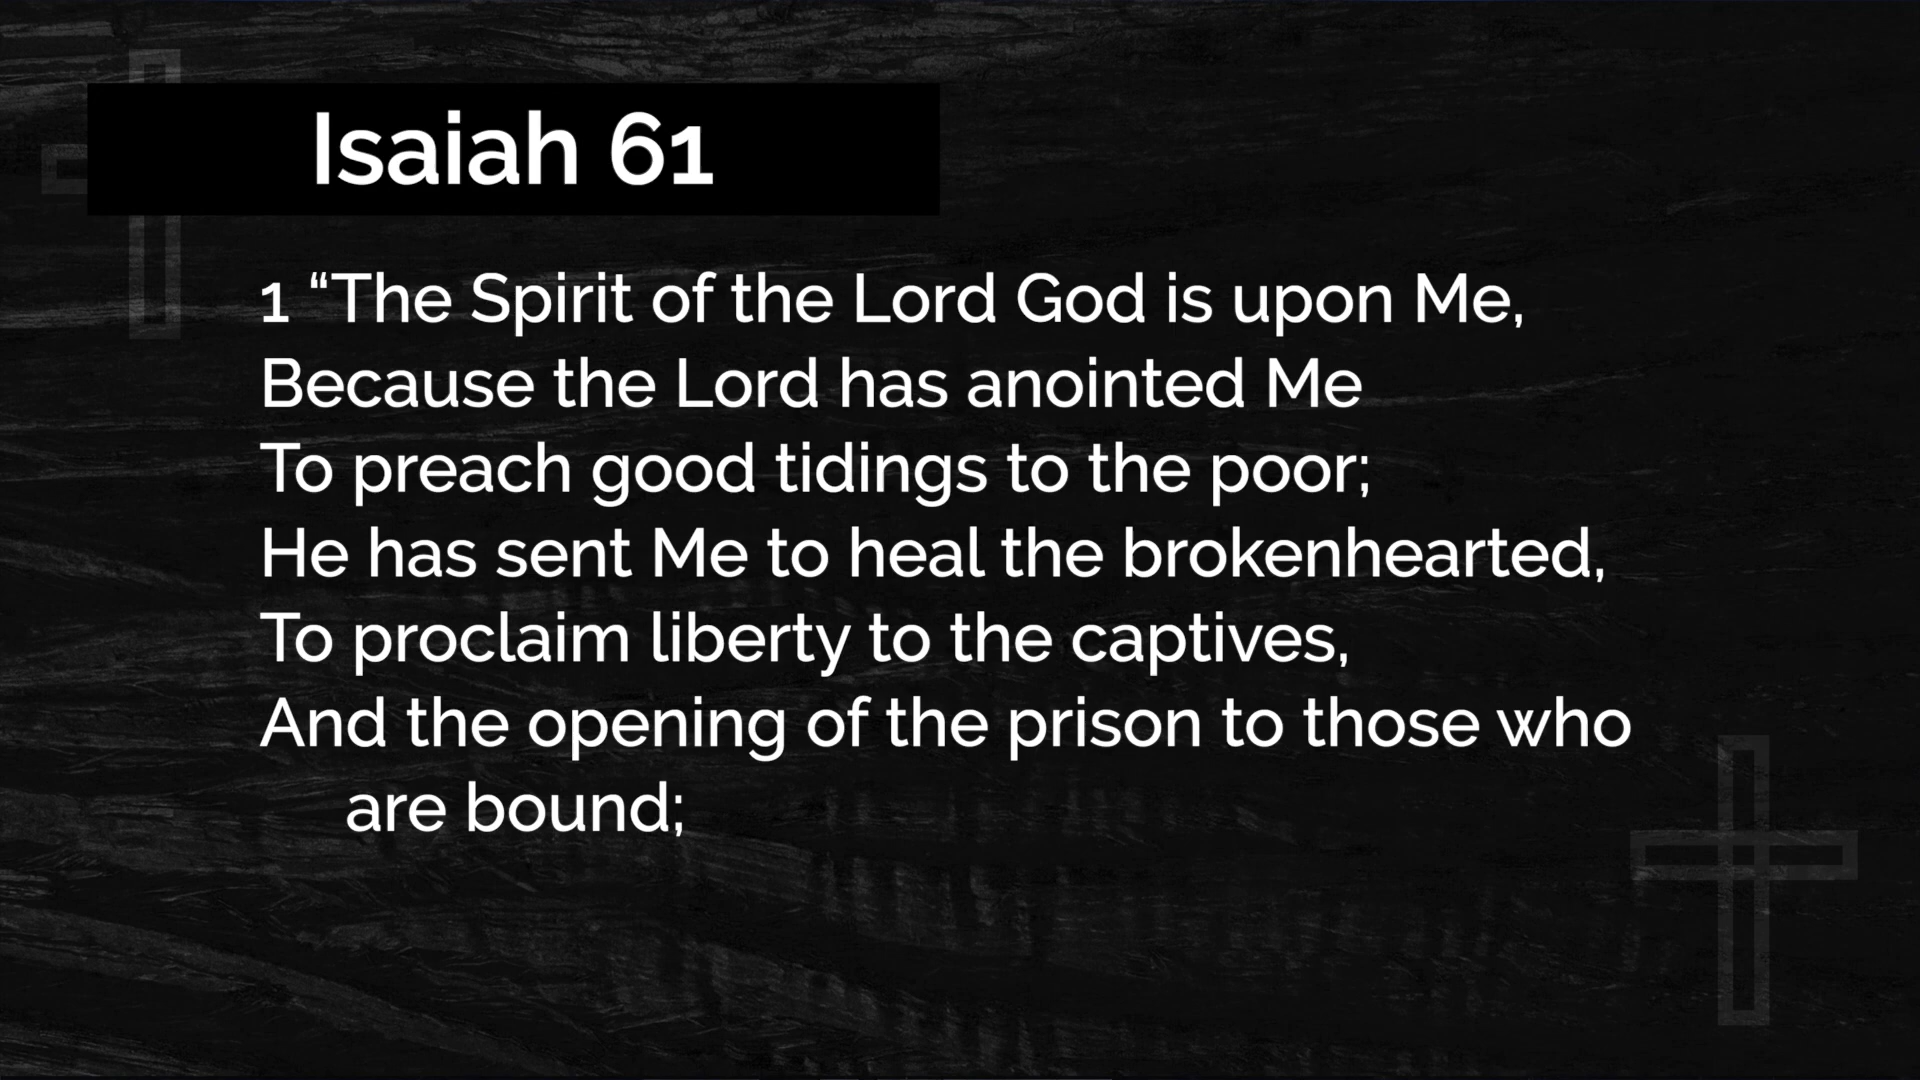 Isaiah 61
1 “The Spirit of the Lord God is upon Me,
Because the Lord has anointed Me
To preach good tidings to the poor;
He has sent Me to heal the brokenhearted,
To proclaim liberty to the captives,
And the opening of the prison to those who
are bound;